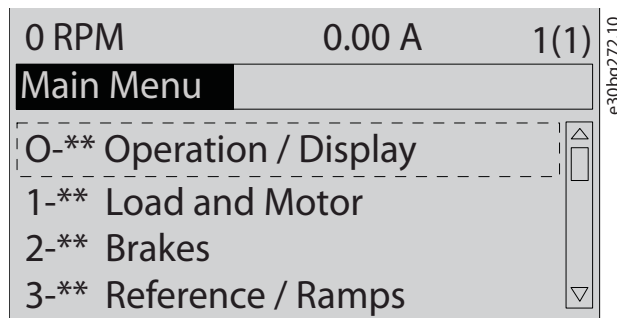 0 RPM 0.00 A 1(1)
Main Menu
O-** Operation / Display
1-** Load and Motor
2-** Brakes
3-** Reference / Ramps
e30bg272.10